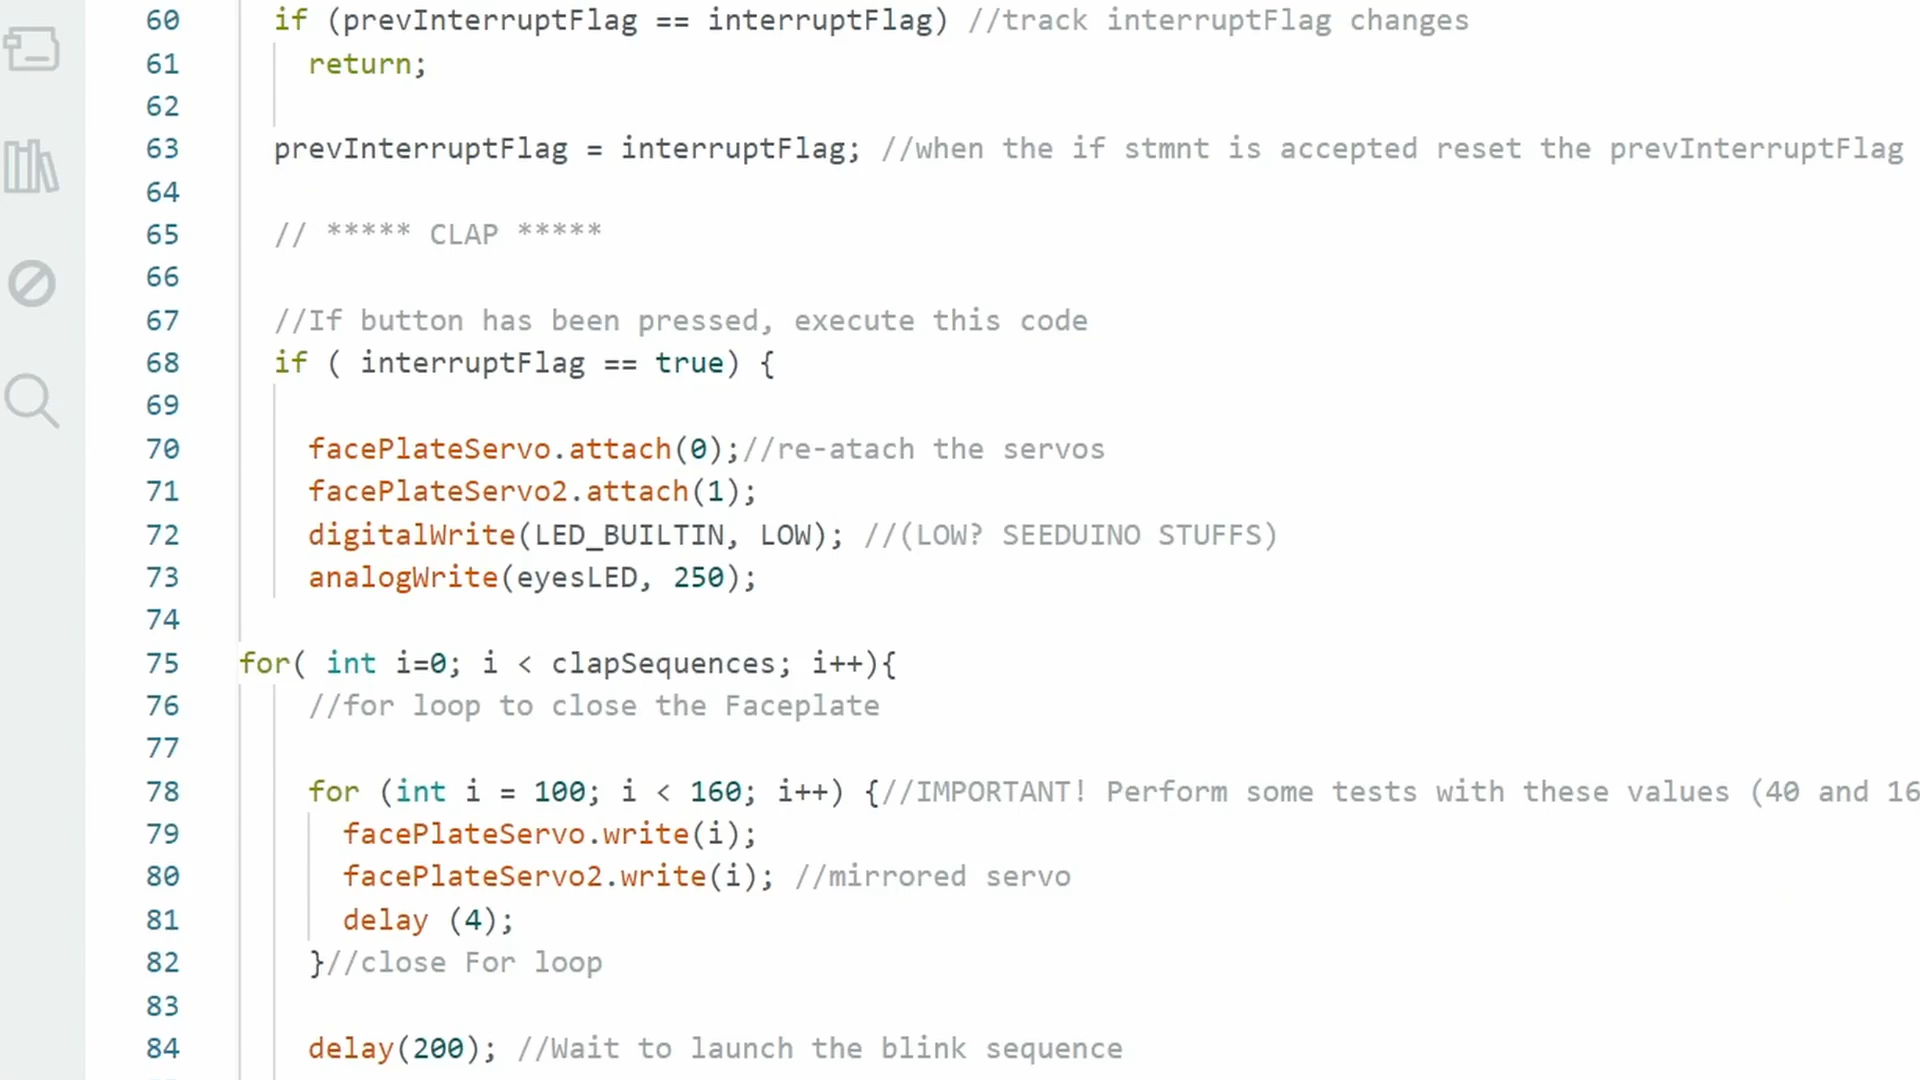 60 if (prevInterruptFlag == interruptFlag) //track interruptFlag changes
61 return;
62
63 prevInterruptFlag = interruptFlag; //when the if stmnt is accepted reset the prevInterruptFlag
64
65 // ***** CLAP *****
66
67 //If button has been pressed, execute this code
68 if ( interruptFlag == true) {
69
70 facePlateServo.attach(0);//re-atach the servos
71 facePlateServo2.attach(1);
72 digitalWrite(LED_BUILTIN, LOW); //(LOW? SEEDUINO STUFFS)
73 analogWrite(eyesLED, 250);
74
75 for( int i=0; i < clapSequences; i++){
76 //for loop to close the Faceplate
77
78 for (int i = 100; i < 160; i++) {//IMPORTANT! Perform some tests with these values (40 and 16
79 facePlateServo.write(i);
80 facePlateServo2.write(i); //mirrored servo
81 delay (4);
82 }//close For loop
83
84 delay(200); //Wait to launch the blink sequence